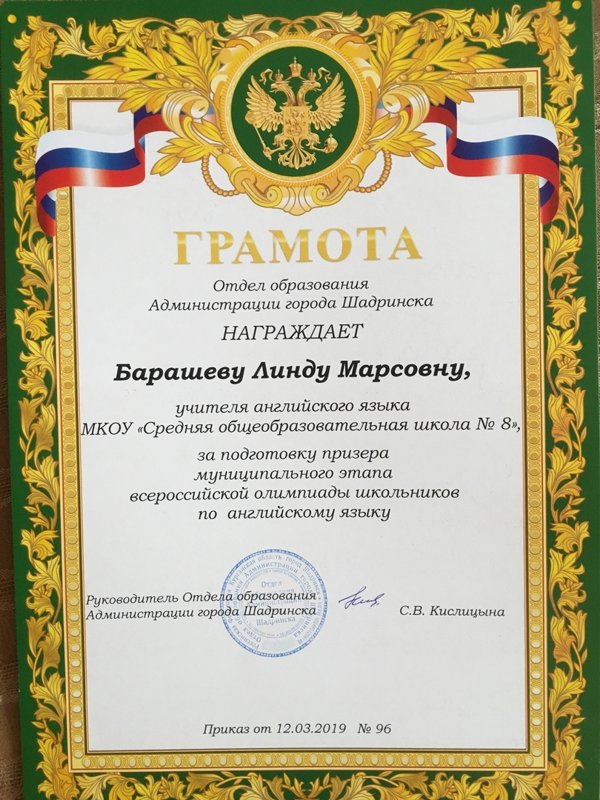 ГРАМОТА
Отдел образования
Администрации города Шадринска
НАГРАЖДАЕТ
Барашеву Линду Марсовну,
учителя английского языка
МКОУ «Средняя общеобразовательная школа № 8»,
за подготовку призера
муниципального этапа
всероссийской олимпиады школьников
по английскому языку
Руководитель Отдела образования
Администрации города Шадринска
С.В. Кислицына
Отдел
Шадринска
Приказ от 12.03.2019 № 96